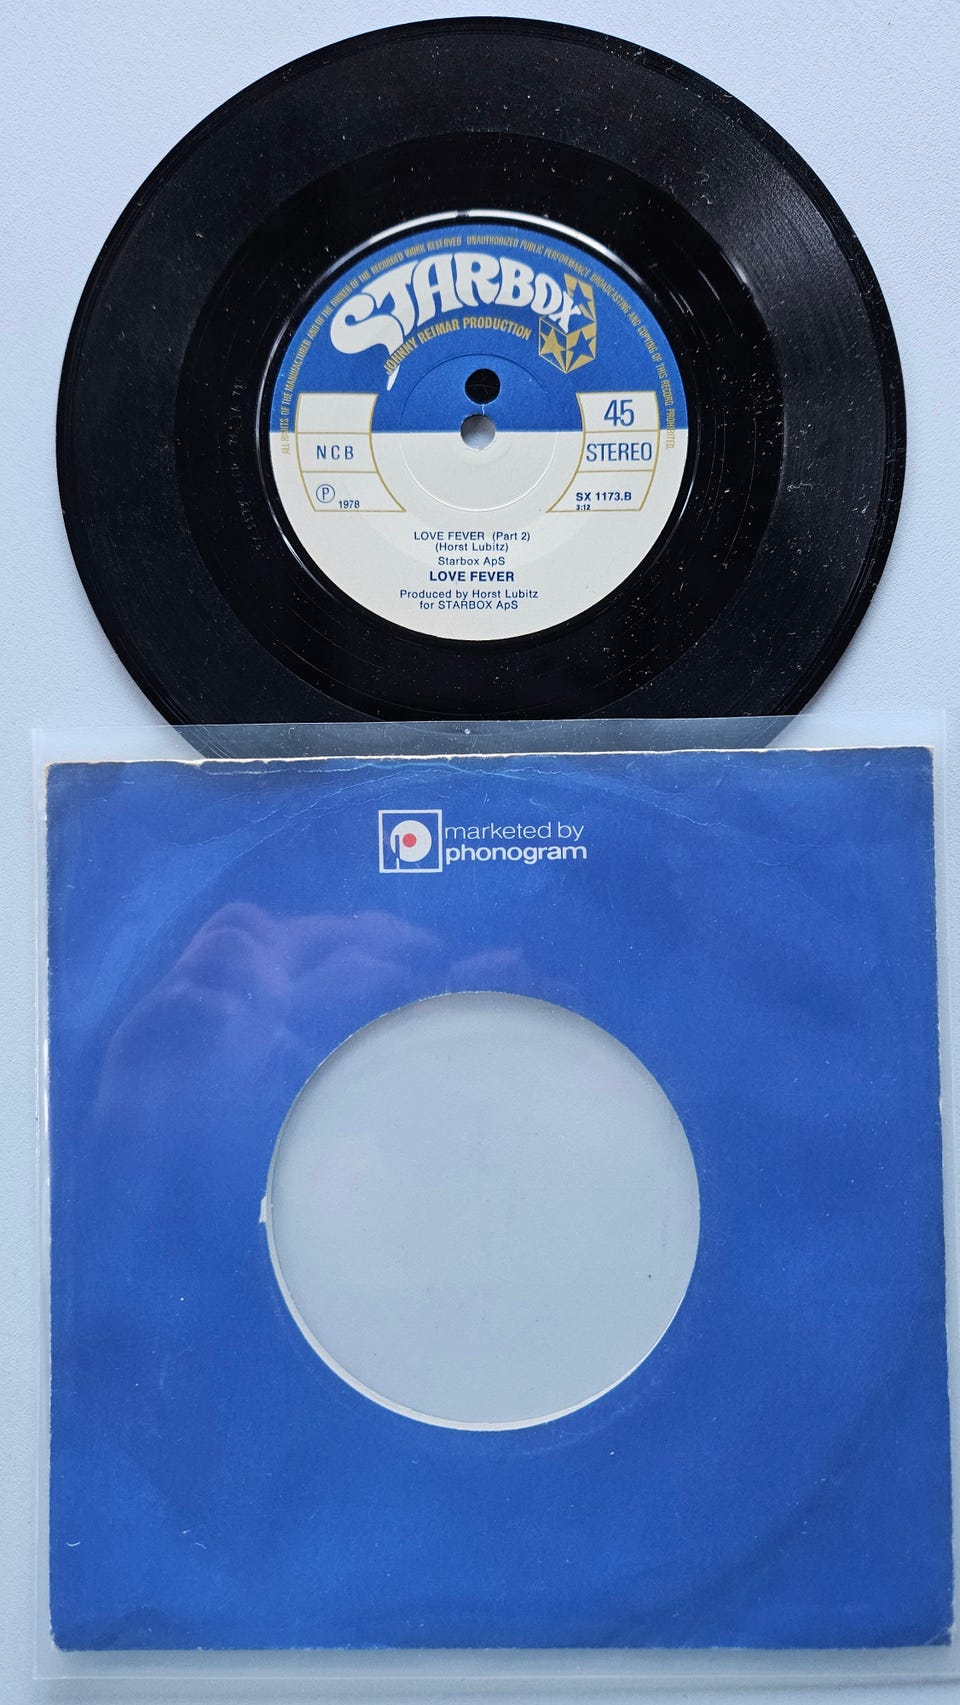 ALL RIGHTS OF THE MANUFACTURER AND OF THE OWNER OF THE RECORDED WORK RESERVED UNAUTHORIZED PUBLIC PERFORMANCE BROADCASTING AND COPYING OF THIS RECORD PROHIBITED.
STARBOX
JOHNNY REIMAR PRODUCTION
45
NCB
STEREO
Ⓟ 1978
SX 1173.B
3:12
LOVE FEVER (Part 2)
(Horst Lubitz)
Starbox ApS
LOVE FEVER
Produced by Horst Lubitz
for STARBOX ApS
marketed by
phonogram